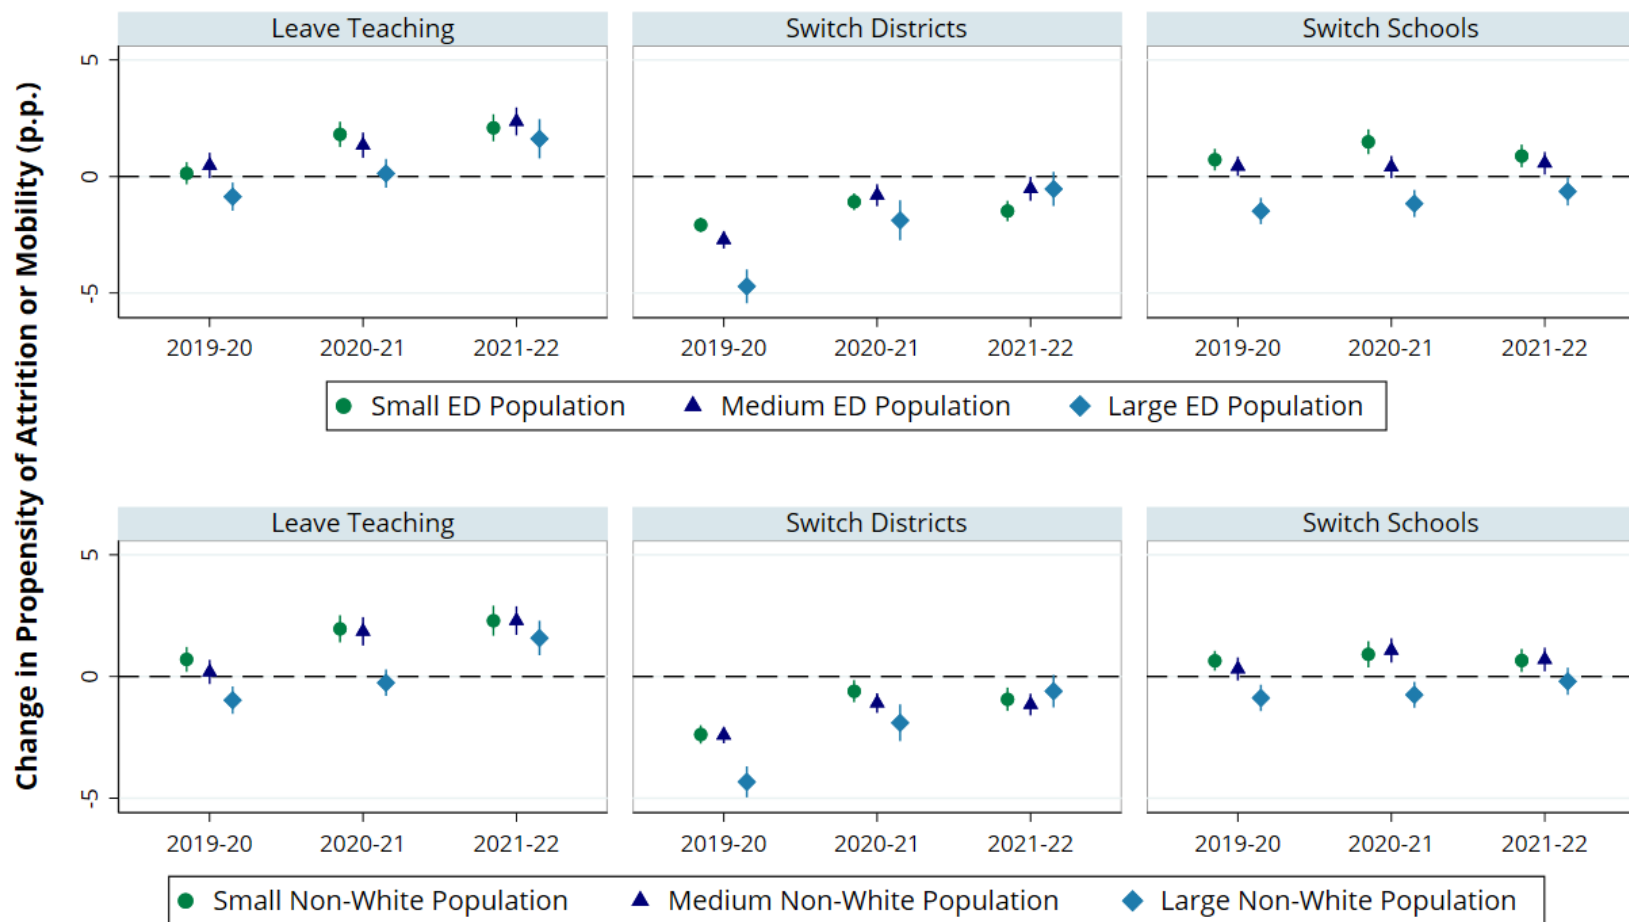 Change in Propensity of Attrition or Mobility (p.p.)
Leave Teaching Switch Districts Switch Schools
5
0
-5
2019-20 2020-21 2021-22 2019-20 2020-21 2021-22 2019-20 2020-21 2021-22
Small ED Population Medium ED Population Large ED Population
Leave Teaching Switch Districts Switch Schools
5
0
-5
2019-20 2020-21 2021-22 2019-20 2020-21 2021-22 2019-20 2020-21 2021-22
Small Non-White Population Medium Non-White Population Large Non-White Population